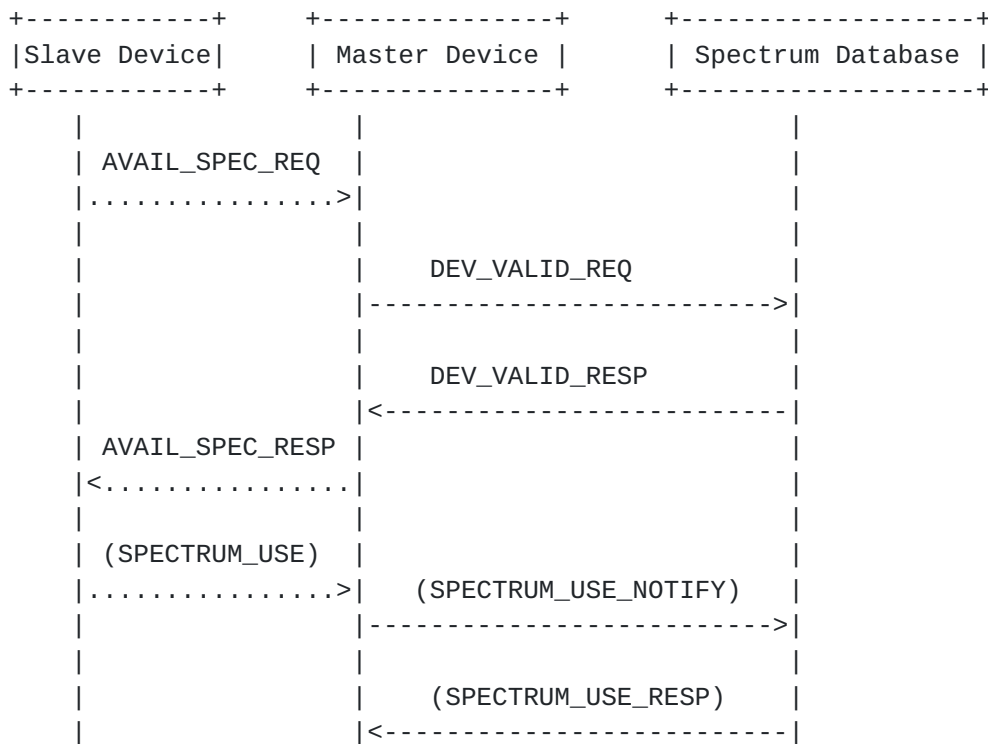 |Slave Device| | Master Device | | Spectrum Database |
AVAIL_SPEC_REQ
DEV_VALID_REQ
DEV_VALID_RESP
AVAIL_SPEC_RESP
(SPECTRUM_USE)
(SPECTRUM_USE_NOTIFY)
(SPECTRUM_USE_RESP)